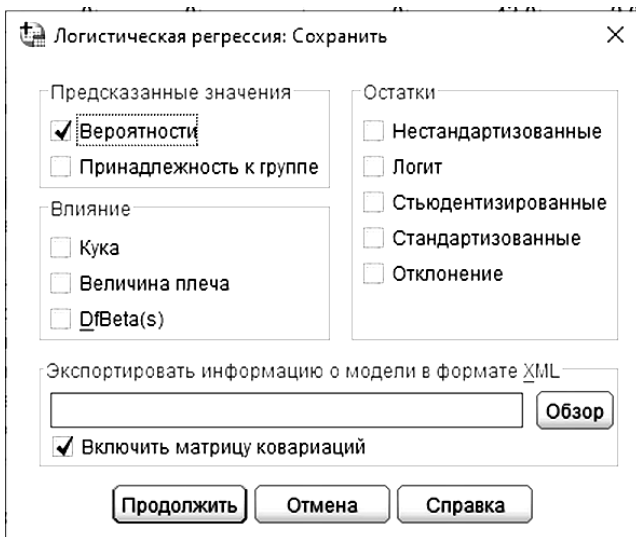 Логистическая регрессия: Сохранить
Предсказанные значения
Вероятности
Принадлежность к группе
Влияние
Кука
Величина плеча
DfBeta(s)
Остатки
Нестандартизованные
Логит
Стьюдентизированные
Стандартизованные
Отклонение
Экспортировать информацию о модели в формате XML
Обзор
Включить матрицу ковариаций
Продолжить Отмена Справка